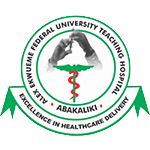 ALEX EKWUEME FEDERAL UNIVERSITY TEACHING HOSPITAL
ABAKALIKI
EXCELLENCE IN HEALTHCARE DELIVERY